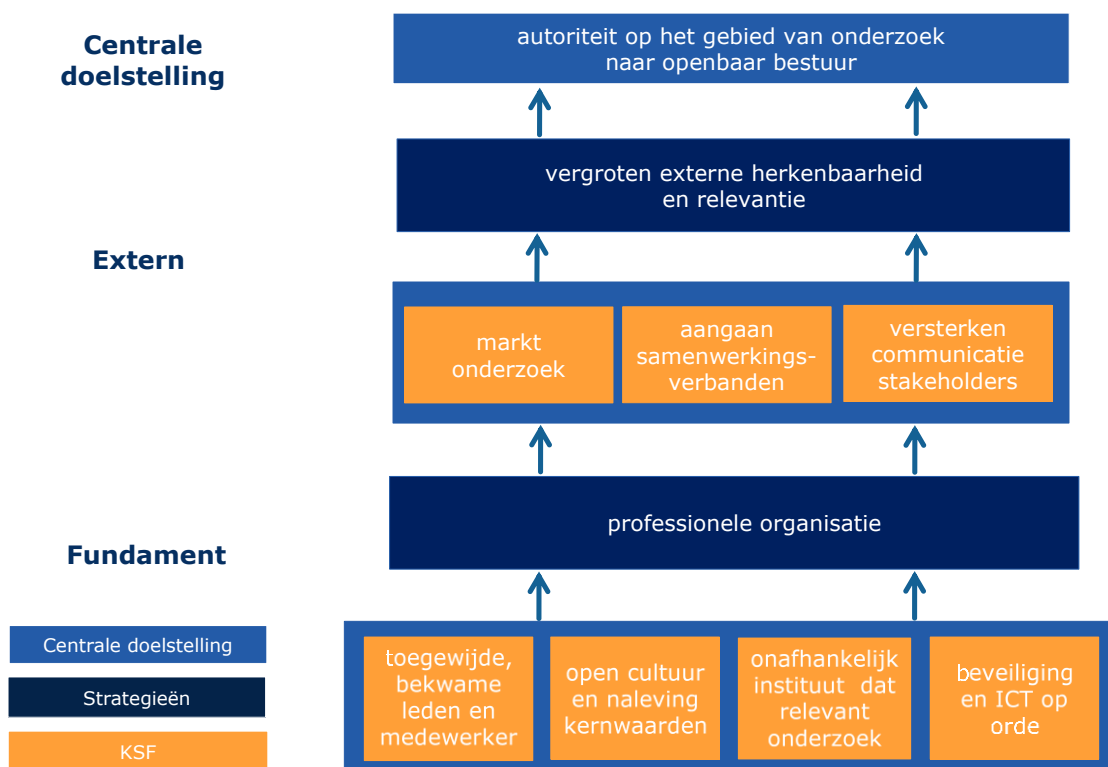 Centrale
doelstelling
autoriteit op het gebied van onderzoek
naar openbaar bestuur
vergroten externe herkenbaarheid
en relevantie
Extern
markt
onderzoek
aangaan
samenwerkings-
verbanden
versterken
communicatie
stakeholders
professionele organisatie
Fundament
toegewijde,
bekwame
leden en
medewerker
open cultuur
en naleving
kernwaarden
onafhankelijk
instituut dat
relevant
onderzoek
beveiliging
en ICT op
orde
Centrale doelstelling
Strategieën
KSF